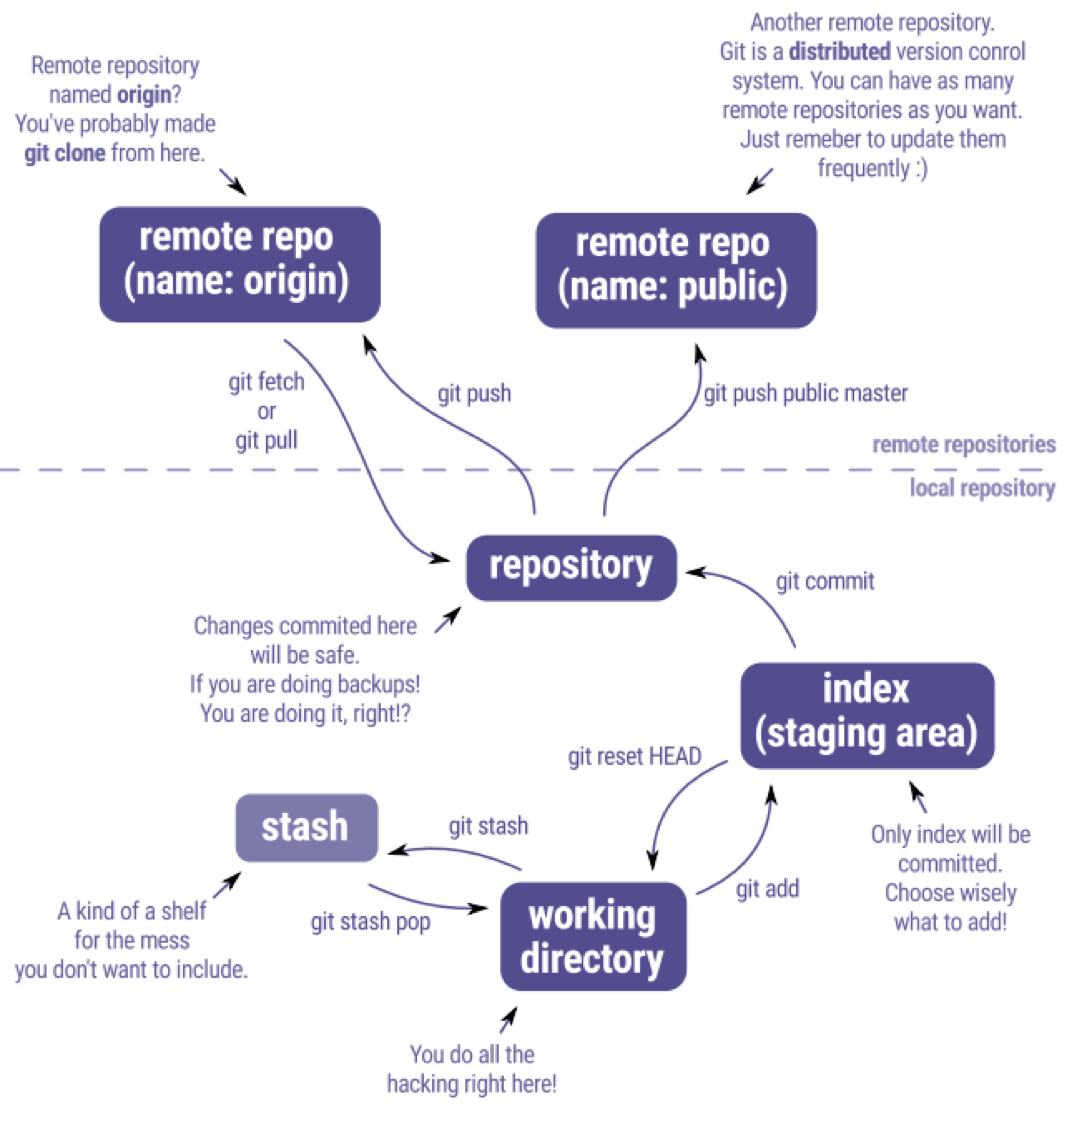 Remote repository
named origin?
You've probably made
git clone from here.
Another remote repository.
Git is a distributed version conrol
system. You can have as many
remote repositories as you want.
Just remeber to update them
frequently :)
remote repo
(name: origin)
remote repo
(name: public)
git fetch
or
git pull
git push
git push public master
remote repositories
local repository
repository
git commit
Changes commited here
will be safe.
If you are doing backups!
You are doing it, right!?
index
(staging area)
git reset HEAD
stash
git stash
git add
Only index will be
committed.
Choose wisely
what to add!
A kind of a shelf
for the mess
you don't want to include.
git stash pop
working
directory
You do all the
hacking right here!